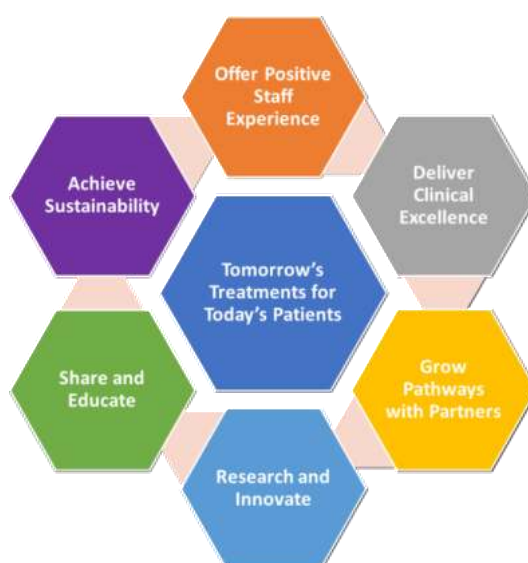 Offer Positive
Staff
Experience
Achieve
Sustainability
Deliver
Clinical
Excellence
Tomorrow's
Treatments for
Today's Patients
Share and
Educate
Grow
Pathways
with Partners
Research and
Innovate